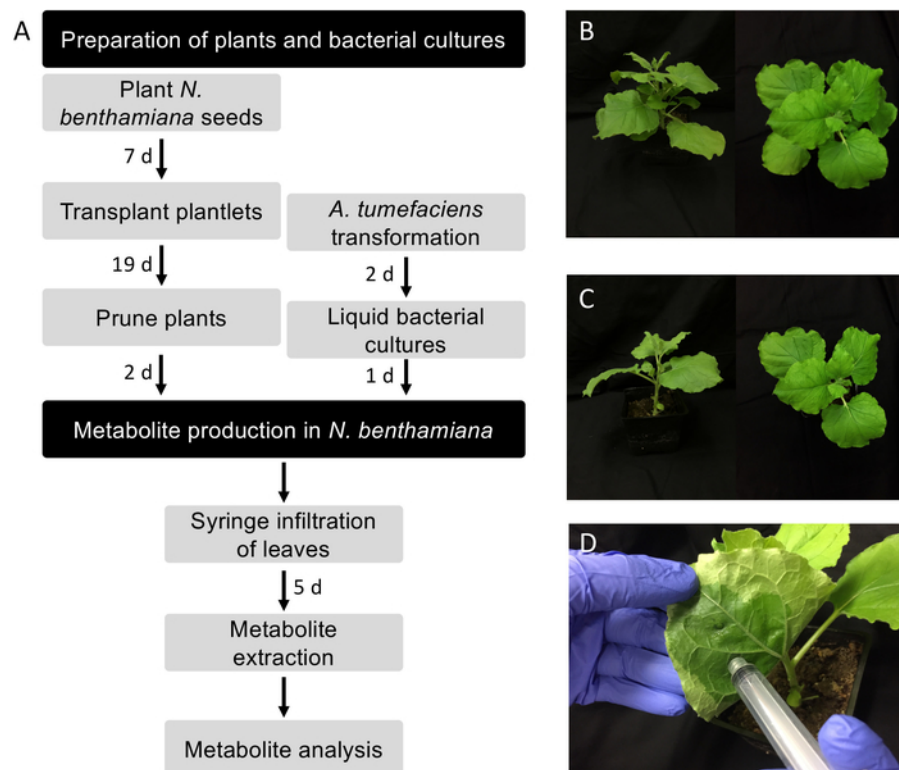 A
Preparation of plants and bacterial cultures
Plant N.
benthamiana seeds
7 d
Transplant plantlets
19 d
Prune plants
2 d
A. tumefaciens
transformation
2 d
Liquid bacterial
cultures
1 d
Metabolite production in N. benthamiana
Syringe infiltration
of leaves
5 d
Metabolite
extraction
Metabolite analysis
B
C
D